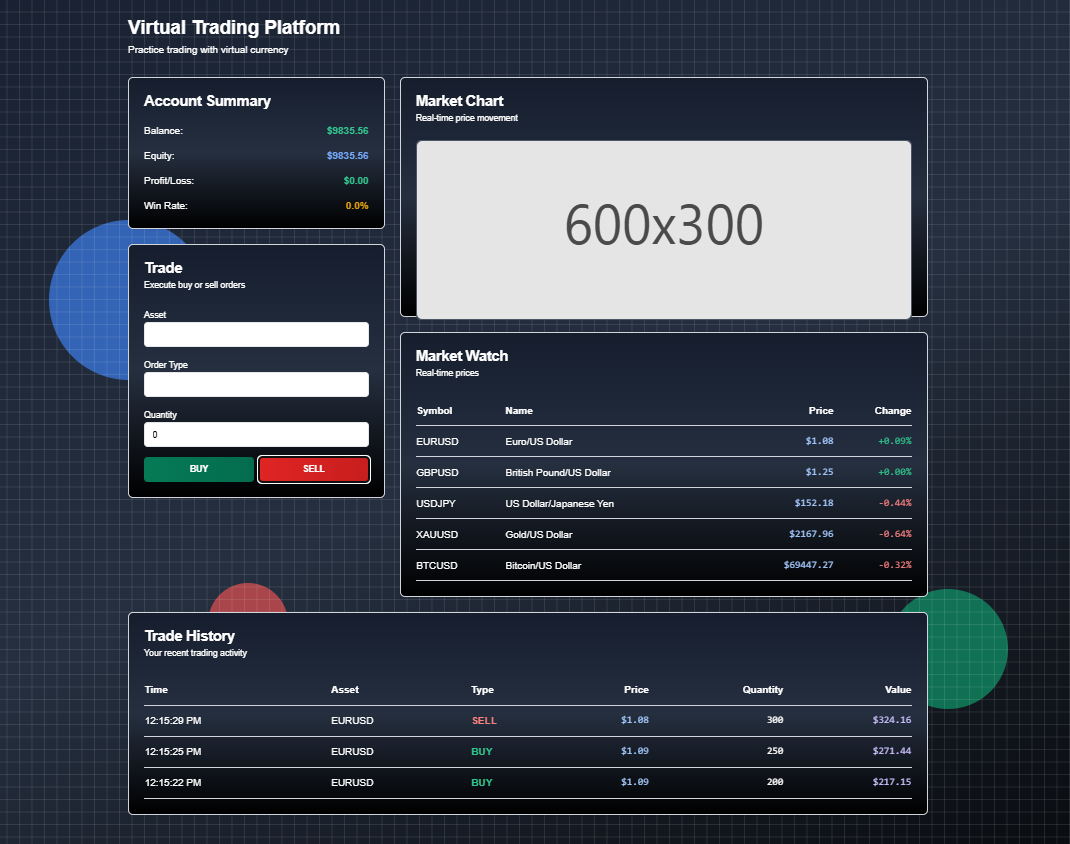 Virtual Trading Platform
Practice trading with virtual currency
Account Summary
Balance: $9835.56
Equity: $9835.56
Profit/Loss: $0.00
Win Rate: 0.0%
Trade
Execute buy or sell orders
Asset
Order Type
Quantity
0
BUY SELL
Market Chart
Real-time price movement
600x300
Market Watch
Real-time prices
Symbol Name Price Change
EURUSD Euro/US Dollar $1.08 +0.09%
GBPUSD British Pound/US Dollar $1.25 +0.00%
USDJPY US Dollar/Japanese Yen $152.18 -0.44%
XAUUSD Gold/US Dollar $2167.96 -0.64%
BTCUSD Bitcoin/US Dollar $69447.27 -0.32%
Trade History
Your recent trading activity
Time Asset Type Price Quantity Value
12:15:29 PM EURUSD SELL $1.08 300 $324.16
12:15:25 PM EURUSD BUY $1.09 250 $271.44
12:15:22 PM EURUSD BUY $1.09 200 $217.15